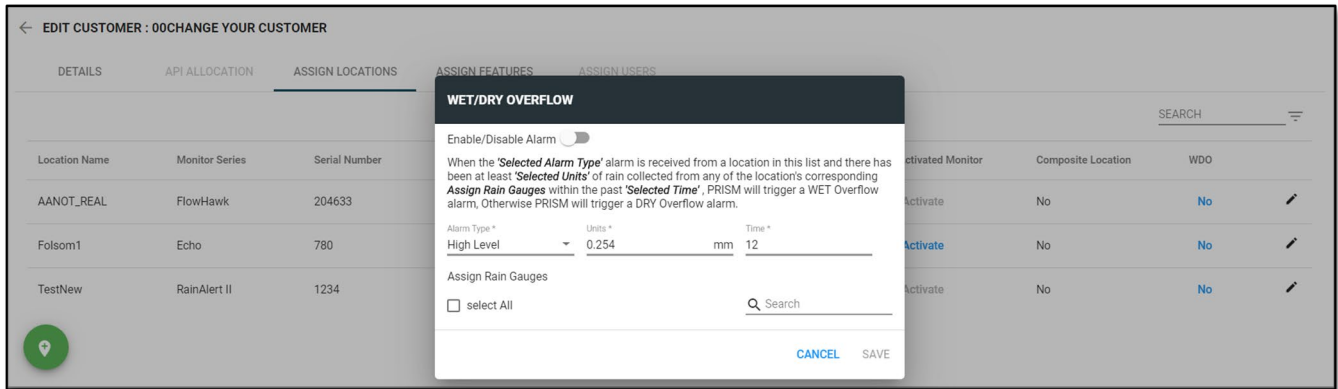 ← EDIT CUSTOMER : 00CHANGE YOUR CUSTOMER
DETAILS API ALLOCATION ASSIGN LOCATIONS ASSIGN FEATURES ASSIGN USERS
SEARCH
Location Name Monitor Series Serial Number ctivated Monitor Composite Location WDO
AANOT_REAL FlowHawk 204633 Activate No No
Folsom1 Echo 780 Activate No No
TestNew RainAlert II 1234 Activate No No
WET/DRY OVERFLOW
Enable/Disable Alarm
When the 'Selected Alarm Type' alarm is received from a location in this list and there has
been at least 'Selected Units' of rain collected from any of the location's corresponding
Assign Rain Gauges within the past 'Selected Time' , PRISM will trigger a WET Overflow
alarm, Otherwise PRISM will trigger a DRY Overflow alarm.
Alarm Type * Units * Time *
High Level 0.254 mm 12
Assign Rain Gauges
select All Search
CANCEL SAVE